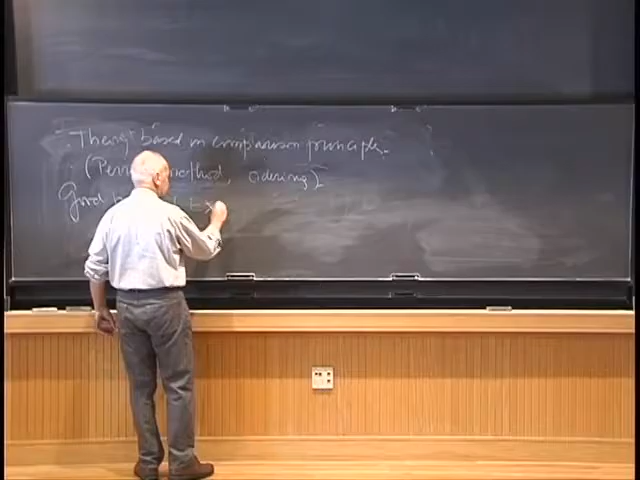 Theory based on comparison principle.
(Perron method, ordering)
Good